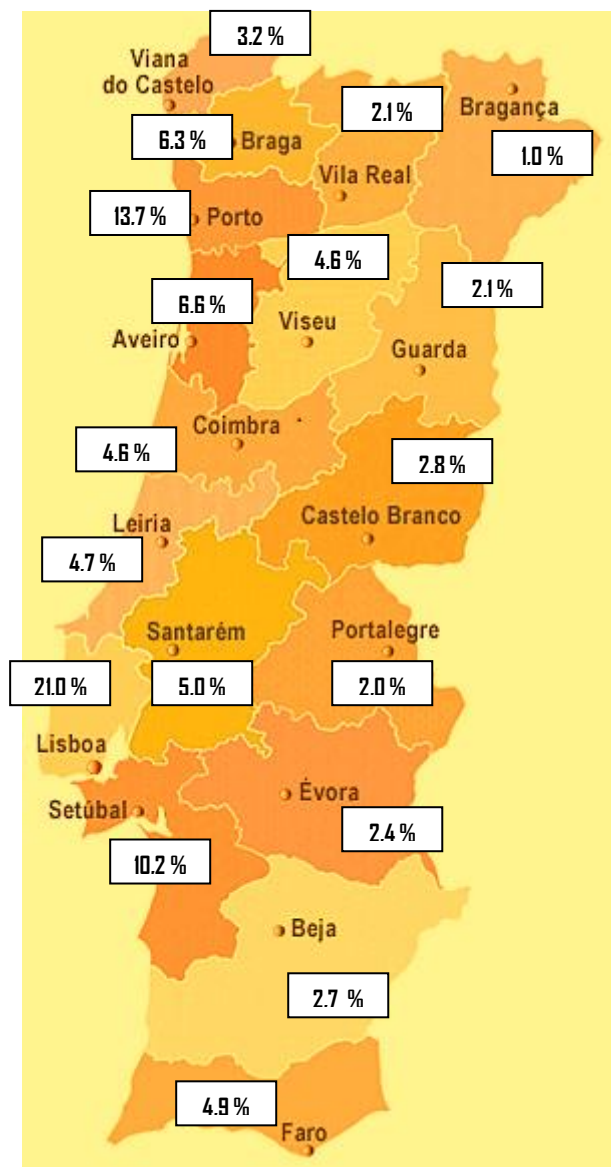 3.2 %
Viana
do Castelo
2.1 %
Bragança
6.3 %
Braga
1.0 %
Vila Real
13.7 %
Porto
4.6 %
2.1 %
6.6 %
Aveiro
Viseu
Guarda
Coimbra
4.6 %
2.8 %
Leiria
Castelo Branco
4.7 %
Santarém
Portalegre
21.0 %
5.0 %
2.0 %
Lisboa
Évora
Setúbal
2.4 %
10.2 %
Beja
2.7 %
4.9 %
Faro